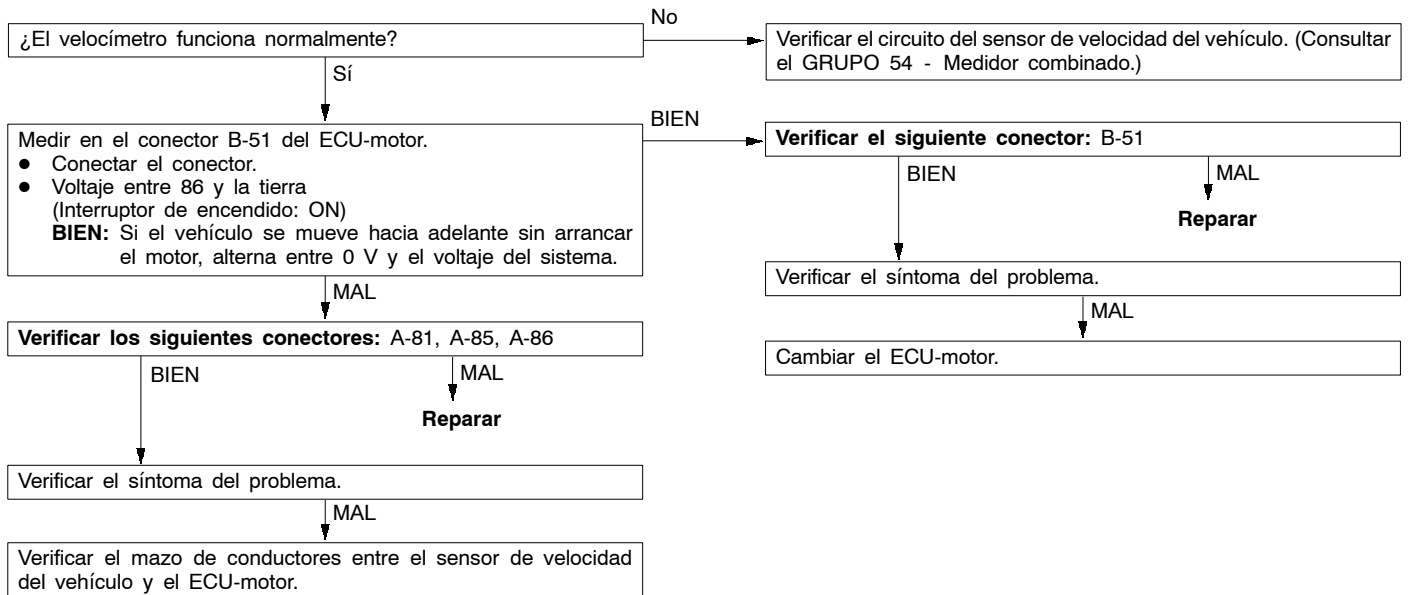 No
¿El velocímetro funciona normalmente?
Verificar el circuito del sensor de velocidad del vehículo. (Consultar
el GRUPO 54 - Medidor combinado.)
Sí
Medir en el conector B-51 del ECU-motor.
● Conectar el conector.
● Voltaje entre 86 y la tierra
(Interruptor de encendido: ON)
BIEN: Si el vehículo se mueve hacia adelante sin arrancar
el motor, alterna entre 0 V y el voltaje del sistema.
BIEN
Verificar el siguiente conector: B-51
BIEN
MAL
Reparar
Verificar el síntoma del problema.
MAL
Cambiar el ECU-motor.
MAL
Verificar los siguientes conectores: A-81, A-85, A-86
BIEN
MAL
Reparar
Verificar el síntoma del problema.
MAL
Verificar el mazo de conductores entre el sensor de velocidad
del vehículo y el ECU-motor.